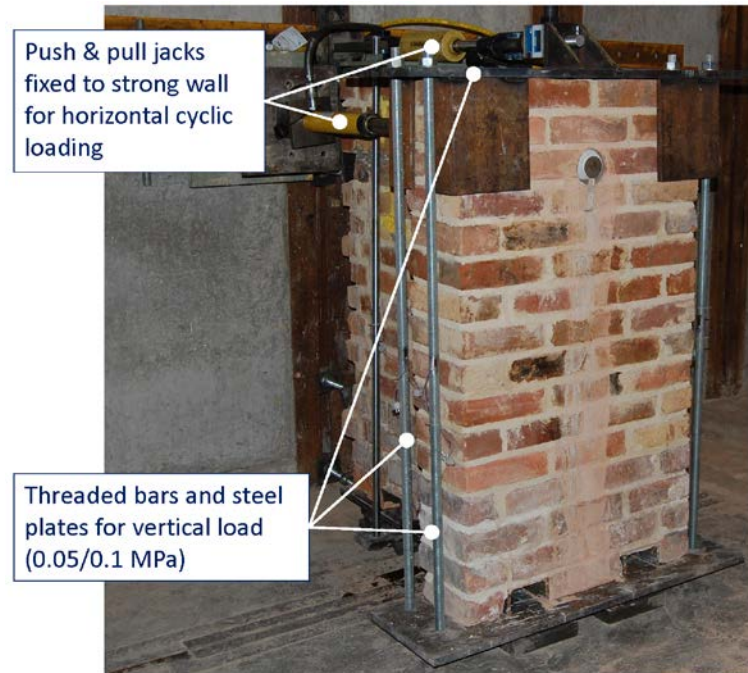 Push & pull jacks
fixed to strong wall
for horizontal cyclic
loading
Threaded bars and steel
plates for vertical load
(0.05/0.1 MPa)